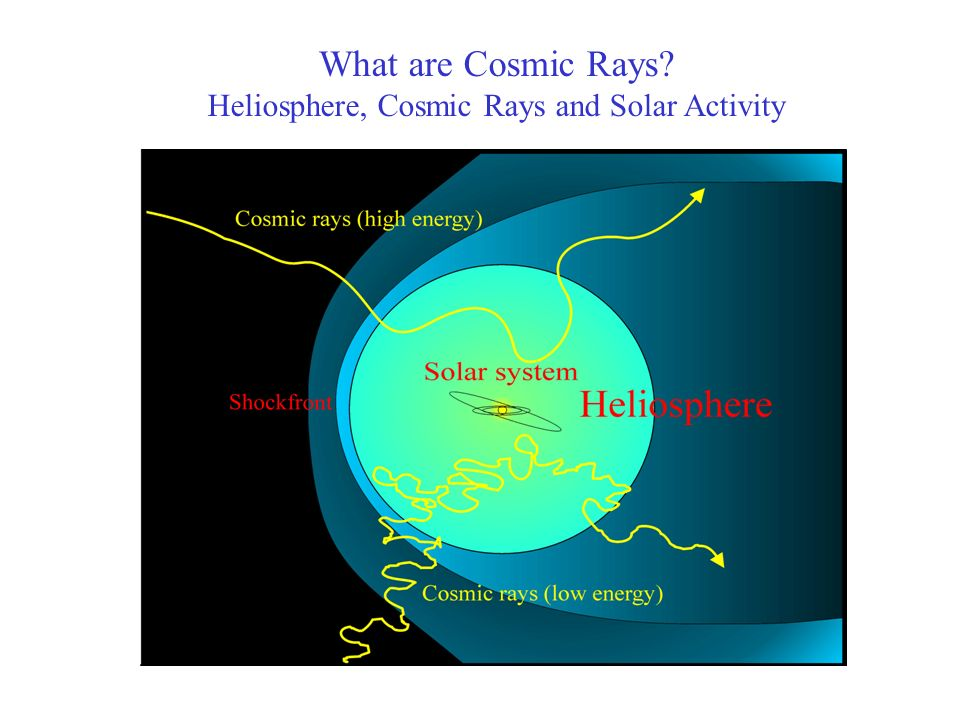 What are Cosmic Rays?
Heliosphere, Cosmic Rays and Solar Activity
Cosmic rays (high energy)
Solar system
Shockfront
Heliosphere
Cosmic rays (low energy)